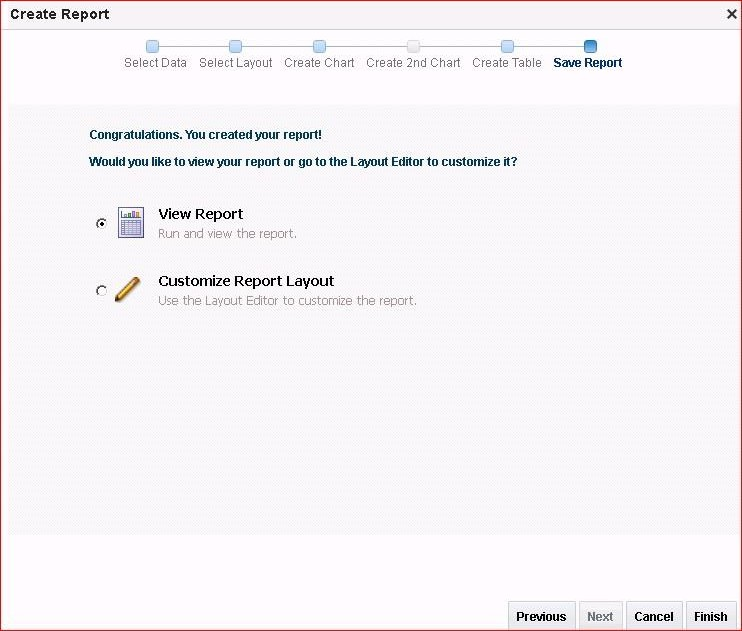 Create Report
Select Data Select Layout Create Chart Create 2nd Chart Create Table Save Report
Congratulations. You created your report!
Would you like to view your report or go to the Layout Editor to customize it?
View Report
Run and view the report.
Customize Report Layout
Use the Layout Editor to customize the report.
Previous Next Cancel Finish